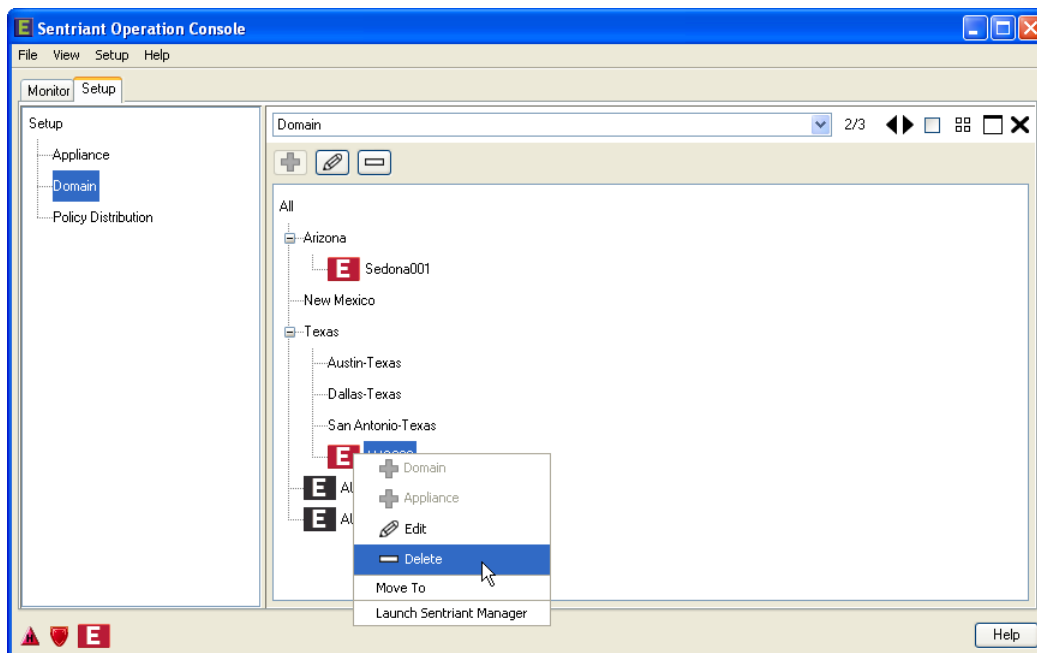 E Sentriant Operation Console
File View Setup Help
Monitor Setup
Setup
Appliance
Domain
Policy Distribution
Domain 2/3
All
Arizona
E Sedona001
New Mexico
Texas
Austin-Texas
Dallas-Texas
San Antonio-Texas
E
Domain
E
Appliance
E
Edit
Delete
Move To
Launch Sentriant Manager
H E Help